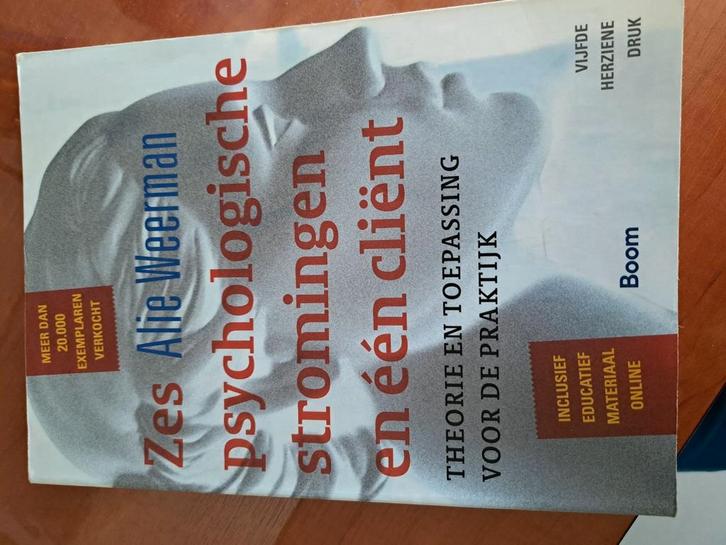 MEER DAN
20.000
EXEMPLAREN
VERKOCHT
Alie Weerman
Zes
psychologische
stromingen
en één cliënt
THEORIE EN TOEPASSING
VOOR DE PRAKTIJK
VIJFDE
HERZIENE
DRUK
INCLUSIEF
EDUCATIEF
MATERIAAL
ONLINE
Boom